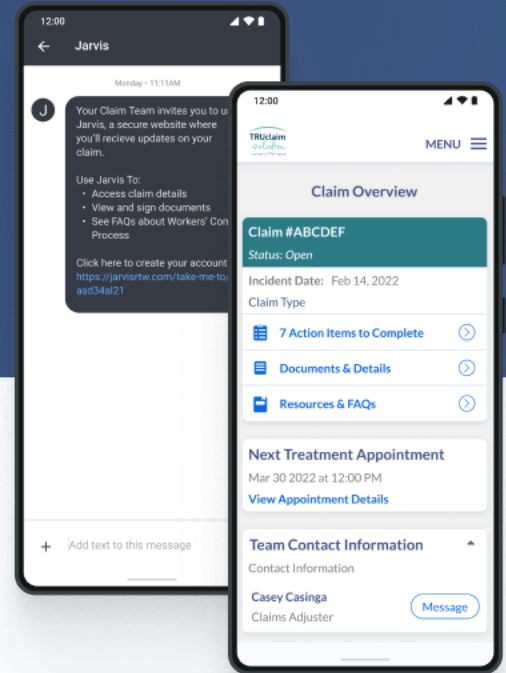 12:00
Jarvis
Monday • 11:11AM
J
Your Claim Team invites you to
Jarvis, a secure website where
you'll recieve updates on your
claim.
Use Jarvis To:
• Access claim details
• View and sign documents
• See FAQs about Workers'
Process
Click here to create your account
https://jarvisrtw.com/take-me-to/
asd34al21
+ Add text to this message
12:00
TRUclaim
solution
MENU
Claim Overview
Claim #ABCDEF
Status: Open
Incident Date: Feb 14, 2022
Claim Type
7 Action Items to Complete
Documents & Details
Resources & FAQs
Next Treatment Appointment
Mar 30 2022 at 12:00 PM
View Appointment Details
Team Contact Information
Contact Information
Casey Casinga
Claims Adjuster
Message